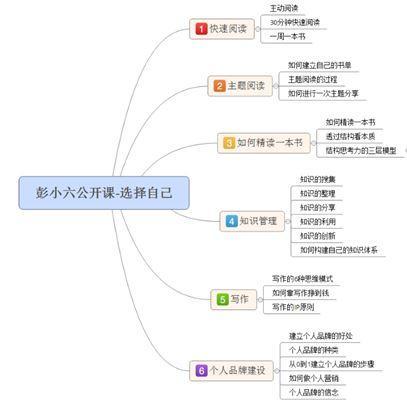 彭小六公开课-选择自己
1 快速阅读
主动阅读
30分钟快速阅读
一周一本书
2 主题阅读
如何建立自己的书单
主题阅读的过程
如何进行一次主题分享
3 如何精读一本书
如何精读一本书
透过结构看本质
结构思考力的三层模型
4 知识管理
知识的搜集
知识的整理
知识的分享
知识的利用
知识的创新
如何构建自己的知识体系
5 写作
写作的6种思维模式
如何靠写作挣到钱
写作的IP原则
6 个人品牌建设
建立个人品牌的好处
个人品牌的种类
从0到1建立个人品牌的步骤
如何做个人营销
个人品牌的信念